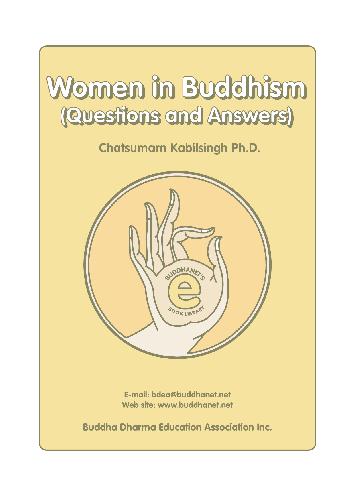 Women in Buddhism
(Questions and Answers)
Chatsumarn Kabilsingh Ph.D.
BUDDHANET'S
e
BOOK LIBRARY
E-mail: bdea@buddhanet.net
Web site: www.buddhanet.net
Buddha Dharma Education Association Inc.